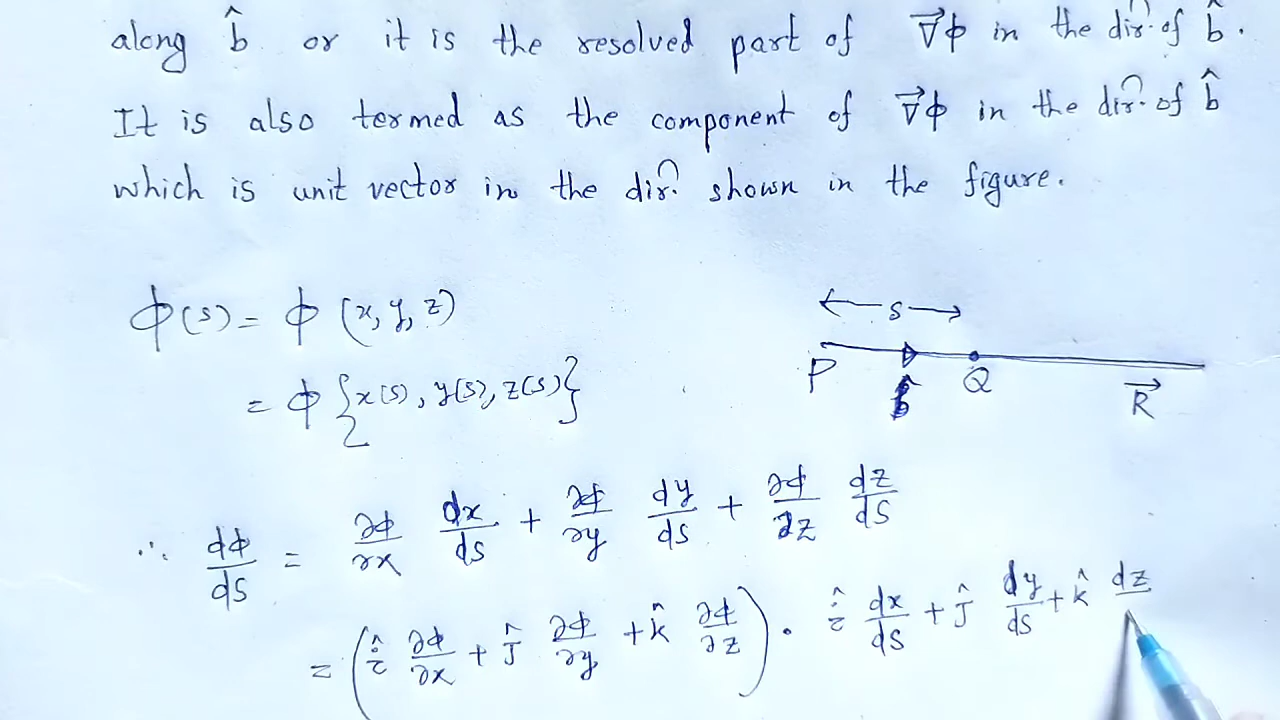 along b̂ or it is the resolved part of ∇⃗ϕ in the dirⁿ. of b̂.
It is also termed as the component of ∇⃗ϕ in the dirⁿ. of b̂
which is unit vector in the dirⁿ. shown in the figure.
ϕ(s) = ϕ (x, y, z)
← s →
P b̂ Q R⃗
= ϕ {x(s), y(s), z(s)}
∴ dϕ/ds = ∂ϕ/∂x dx/ds + ∂ϕ/∂y dy/ds + ∂ϕ/∂z dz/ds
= (î ∂ϕ/∂x + ĵ ∂ϕ/∂y + k̂ ∂ϕ/∂z) · î dx/ds + ĵ dy/ds + k̂ dz